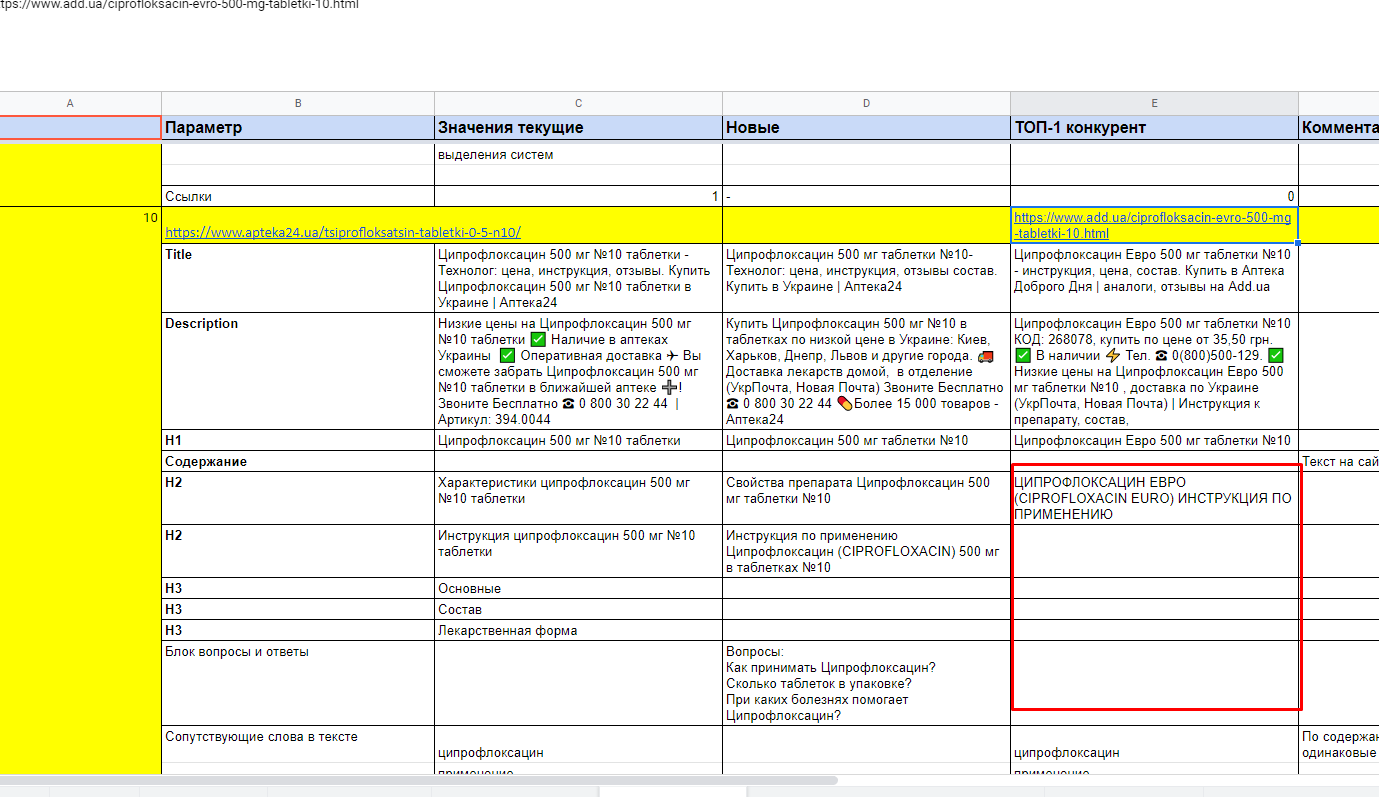 ttps://www.add.ua/ciprofloksacin-evro-500-mg-tabletki-10.html
A B C D E
Параметр Значения текущие Новые ТОП-1 конкурент Коммента
выделения систем
Ссылки 1 - 0
10
https://www.apteka24.ua/tsiprofloksatsin-tabletki-0-5-n10/
https://www.add.ua/ciprofloksacin-evro-500-mg
-tabletki-10.html
Title
Ципрофлоксацин 500 мг №10 таблетки -
Технолог: цена, инструкция, отзывы. Купить
Ципрофлоксацин 500 мг №10 таблетки в
Украине | Аптека24
Ципрофлоксацин 500 мг таблетки №10-
Технолог: цена, инструкция, отзывы состав.
Купить в Украине | Аптека24
Ципрофлоксацин Евро 500 мг таблетки №10
- инструкция, цена, состав. Купить в Аптека
Доброго Дня | аналоги, отзывы на Add.ua
Description
Низкие цены на Ципрофлоксацин 500 мг
№10 таблетки ✅ Наличие в аптеках
Украины ✅ Оперативная доставка ✈ Вы
сможете забрать Ципрофлоксацин 500 мг
№10 таблетки в ближайшей аптеке ➕!
Звоните Бесплатно ☎ 0 800 30 22 44 |
Артикул: 394.0044
Купить Ципрофлоксацин 500 мг №10 в
таблетках по низкой цене в Украине: Киев,
Харьков, Днепр, Львов и другие города. 🚚
Доставка лекарств домой, в отделение
(УкрПочта, Новая Почта) Звоните Бесплатно
☎ 0 800 30 22 44 💊Более 15 000 товаров -
Аптека24
Ципрофлоксацин Евро 500 мг таблетки №10
КОД: 268078, купить по цене от 35,50 грн.
✅ В наличии ⚡ Тел. ☎ 0(800)500-129. ✅
Низкие цены на Ципрофлоксацин Евро 500
мг таблетки №10 , доставка по Украине
(УкрПочта, Новая Почта) | Инструкция к
препарату, состав,
H1 Ципрофлоксацин 500 мг №10 таблетки Ципрофлоксацин 500 мг таблетки №10 Ципрофлоксацин Евро 500 мг таблетки №10
Содержание Текст на сай
H2
Характеристики ципрофлоксацин 500 мг
№10 таблетки
Свойства препарата Ципрофлоксацин 500
мг таблетки №10
ЦИПРОФЛОКСАЦИН ЕВРО
(CIPROFLOXACIN EURO) ИНСТРУКЦИЯ ПО
ПРИМЕНЕНИЮ
H2
Инструкция ципрофлоксацин 500 мг №10
таблетки
Инструкция по применению
Ципрофлоксацин (CIPROFLOXACIN) 500 мг
в таблетках №10
H3 Основные
H3 Состав
H3 Лекарственная форма
Блок вопросы и ответы
Вопросы:
Как принимать Ципрофлоксацин?
Сколько таблеток в упаковке?
При каких болезнях помогает
Ципрофлоксацин?
Сопутствующие слова в тексте
ципрофлоксацин
применение
ципрофлоксацин
применение
По содержан
одинаковые